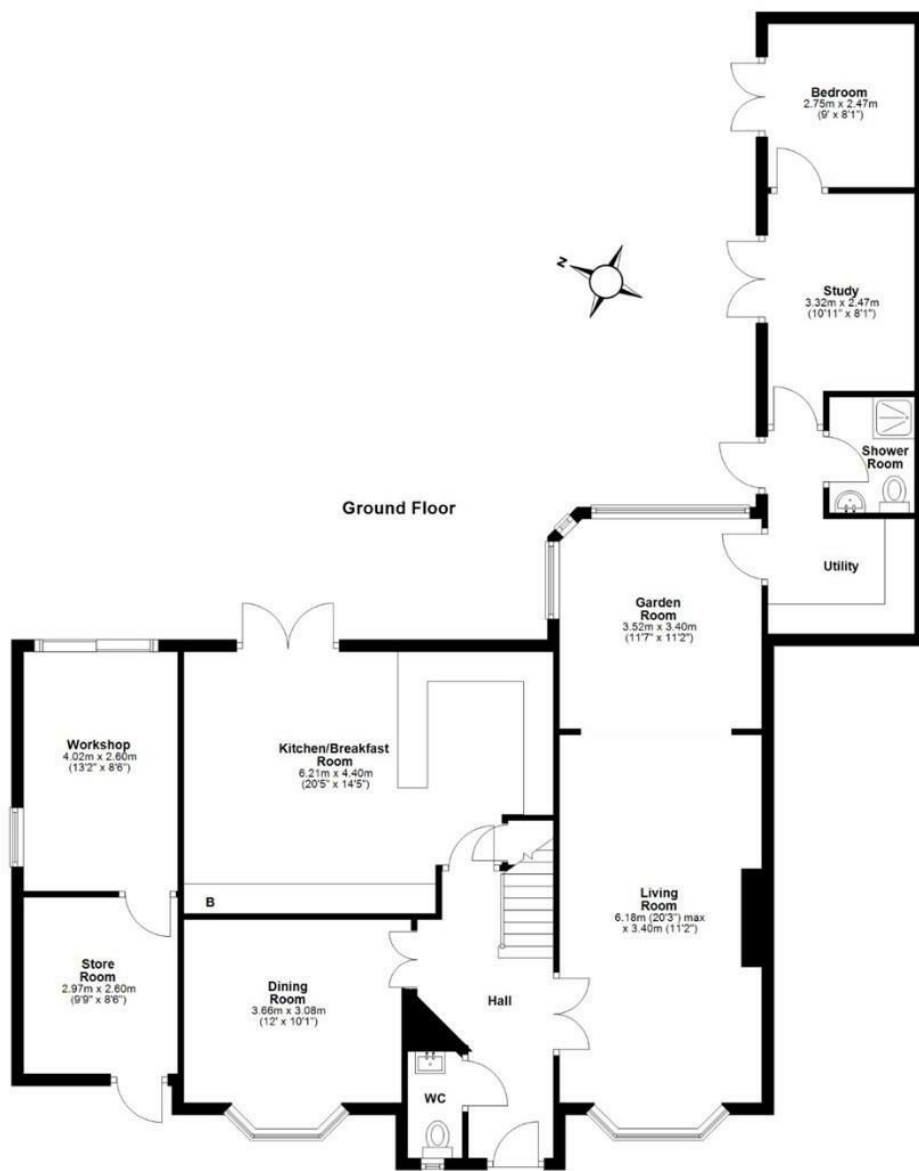 Bedroom
2.75m x 2.47m
(9' x 8'1")
N
Study
3.32m x 2.47m
(10'11" x 8'1")
Shower
Room
Ground Floor
Utility
Garden
Room
3.52m x 3.40m
(11'7" x 11'2")
Workshop
4.02m x 2.60m
(13'2" x 8'6")
Kitchen/Breakfast
Room
6.21m x 4.40m
(20'5" x 14'5")
B
Living
Room
6.18m (20'3") max
x 3.40m (11'2")
Store
Room
2.97m x 2.60m
(9'9" x 8'6")
Dining
Room
3.66m x 3.08m
(12' x 10'1")
Hall
WC